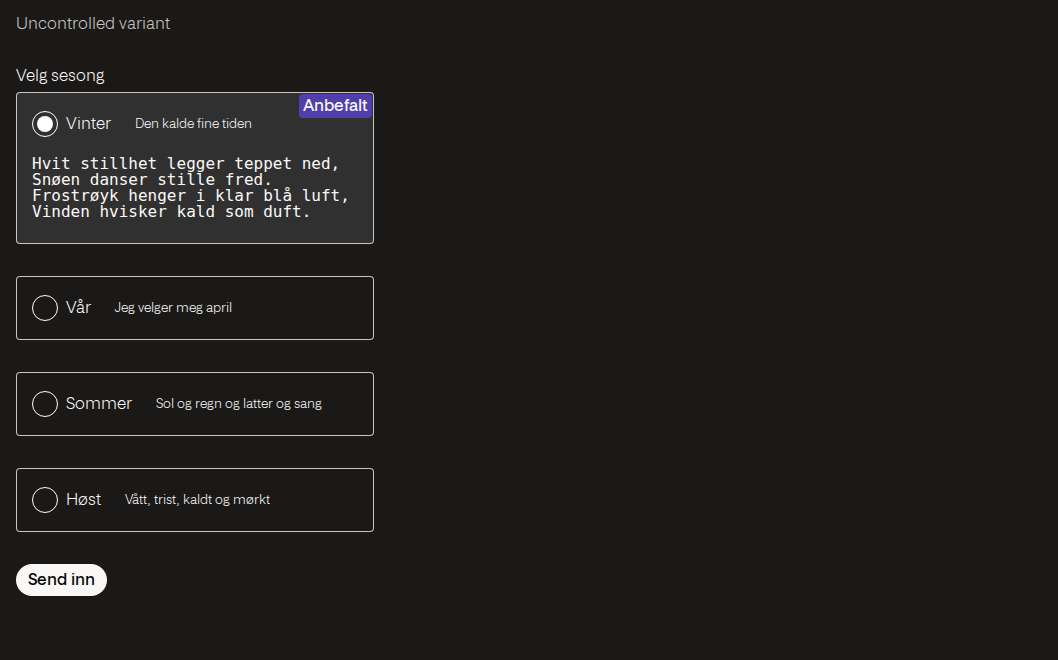 Uncontrolled variant
Velg sesong
Anbefalt
Vinter Den kalde fine tiden
Hvit stillhet legger teppet ned,
Snøen danser stille fred.
Frostrøyk henger i klar blå luft,
Vinden hvisker kald som duft.
Vår Jeg velger meg april
Sommer Sol og regn og latter og sang
Høst Vått, trist, kaldt og mørkt
Send inn